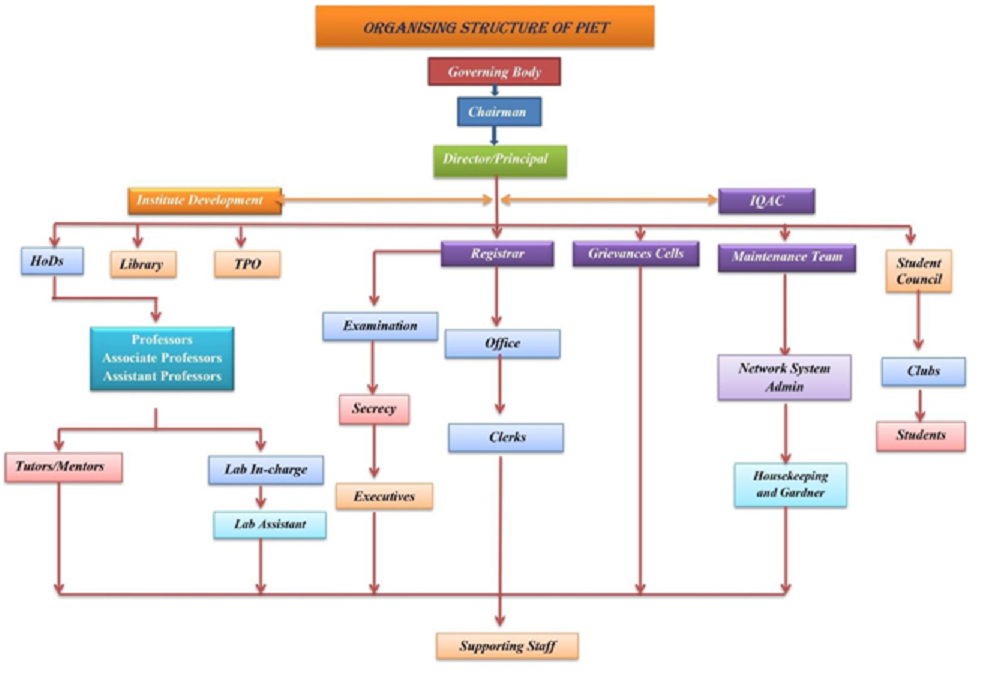 ORGANISING STRUCTURE OF PIET
Governing Body
Chairman
Director/Principal
Institute Development
IQAC
HoDs
Library
TPO
Registrar
Grievances Cells
Maintenance Team
Student
Council
Professors
Associate Professors
Assistant Professors
Examination
Office
Network System
Admin
Clubs
Secrecy
Clerks
Students
Tutors/Mentors
Lab In-charge
Executives
Housekeeping
and Gardner
Lab Assistant
Supporting Staff